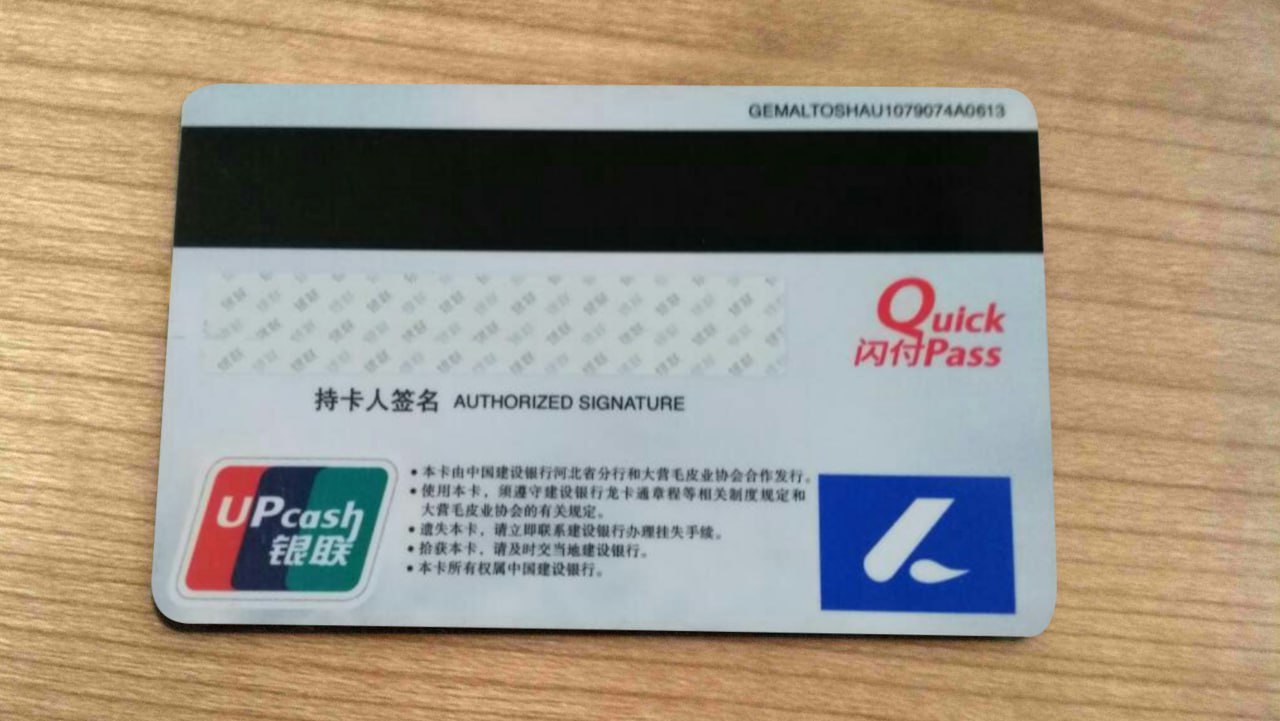 GEMALTOSHAU1079074A0613
Quick
闪付Pass
持卡人签名 AUTHORIZED SIGNATURE
UPcash
银联
•本卡由中国建设银行河北省分行和大营毛皮业协会合作发行。
•使用本卡，须遵守建设银行龙卡通章程等相关制度规定和
大营毛皮业协会的有关规定。
•遗失本卡，请立即联系建设银行办理挂失手续。
•拾获本卡，请及时交当地建设银行。
•本卡所有权属中国建设银行。